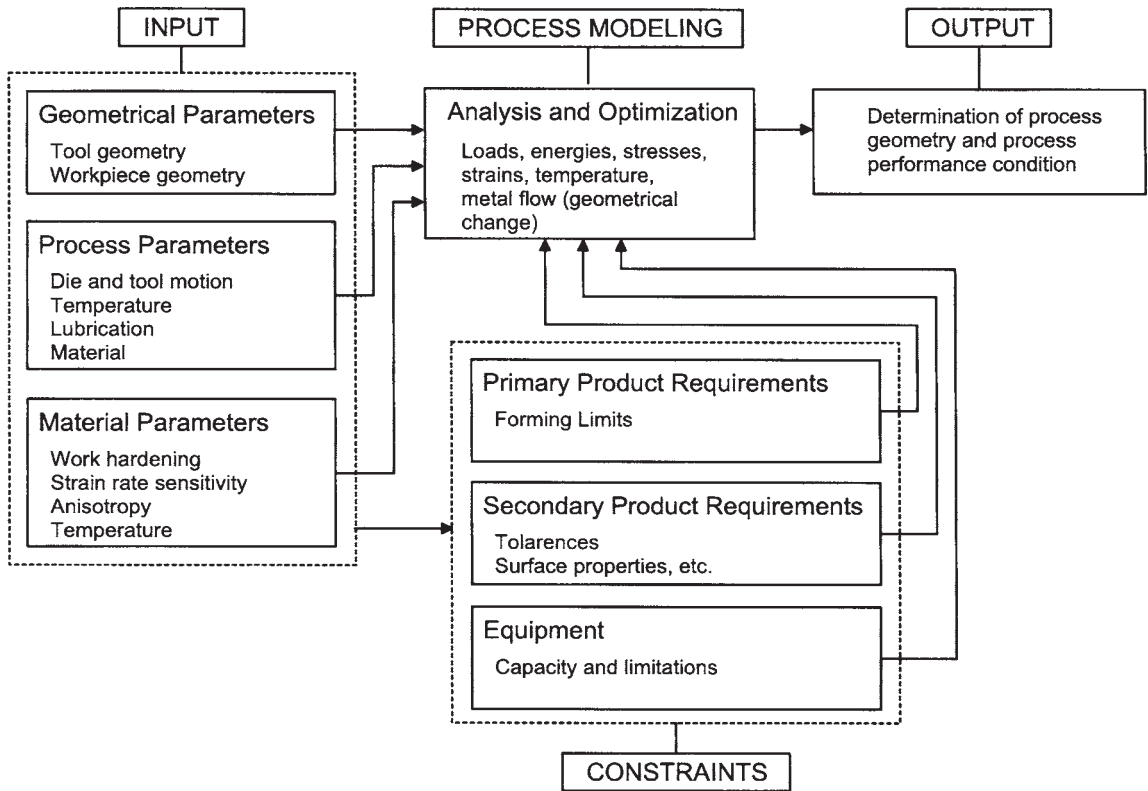 INPUT
PROCESS MODELING
OUTPUT
Geometrical Parameters
Tool geometry
Workpiece geometry
Process Parameters
Die and tool motion
Temperature
Lubrication
Material
Material Parameters
Work hardening
Strain rate sensitivity
Anisotropy
Temperature
Analysis and Optimization
Loads, energies, stresses,
strains, temperature,
metal flow (geometrical
change)
Determination of process
geometry and process
performance condition
Primary Product Requirements
Forming Limits
Secondary Product Requirements
Tolarences
Surface properties, etc.
Equipment
Capacity and limitations
CONSTRAINTS